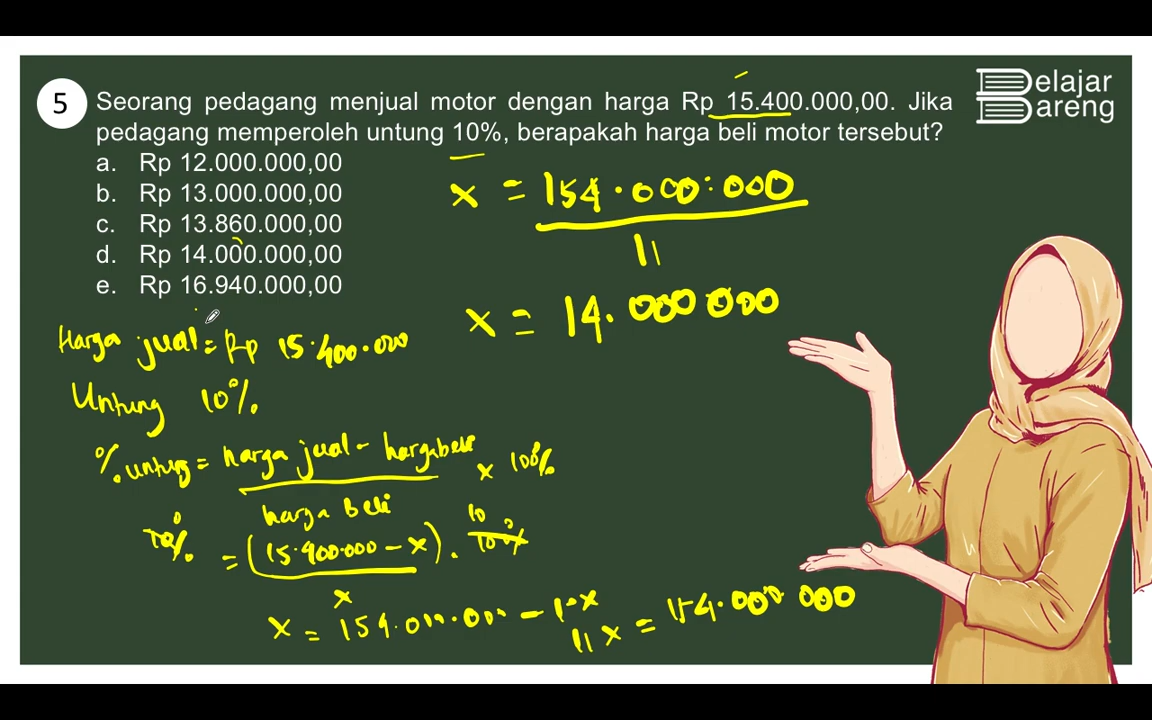 5 Seorang pedagang menjual motor dengan harga Rp 15.400.000,00. Jika
pedagang memperoleh untung 10%, berapakah harga beli motor tersebut?
a. Rp 12.000.000,00
b. Rp 13.000.000,00
c. Rp 13.860.000,00
d. Rp 14.000.000,00
e. Rp 16.940.000,00
Belajar
Bareng
x = 154.000.000
11
x = 14.000000
Harga jual = Rp 15.400.000
Untung 10%
% untung = harga jual - harga beli x 100%
harga beli
10% = (15.400.000 - x) . 100%
10
x
x = 154.000.000 - 10x
11x = 154.000 000